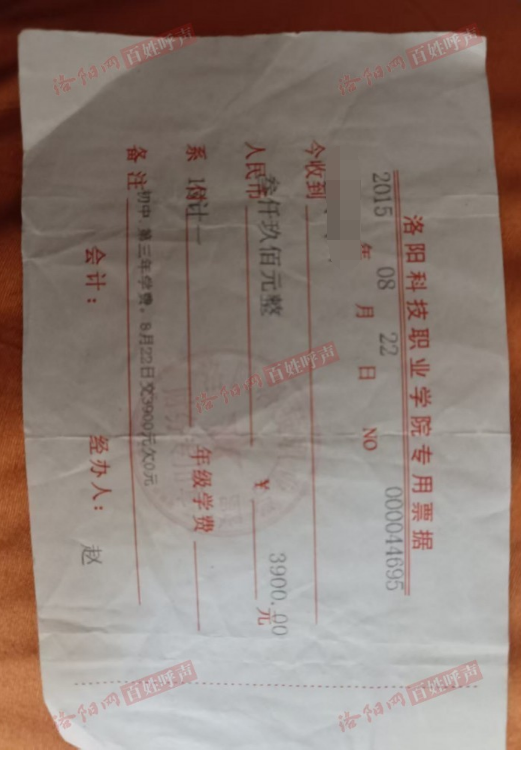 洛阳科技职业学院专用票据
2015 年 08 月 22 日 NO 000044695
今收到
人民币 叁仟玖佰元整 ¥ 3900.00 元
系 1 计一 年级学费
备注 初中 第三年学费，8月22日交3900元欠0元
会计： 经办人： 赵
洛阳网 百姓呼声
洛阳网 百姓呼声
洛阳网 百姓呼声
洛阳网 百姓呼声
洛阳网 百姓呼声